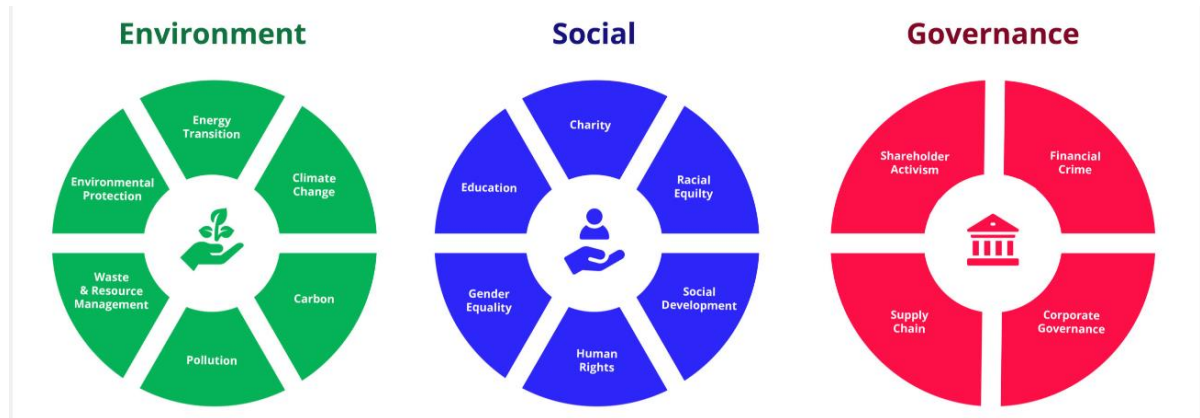 Environment
Energy
Transition
Climate
Change
Carbon
Pollution
Waste
& Resource
Management
Environmental
Protection
Social
Charity
Racial
Equilty
Social
Development
Human
Rights
Gender
Equality
Education
Governance
Shareholder
Activism
Financial
Crime
Corporate
Governance
Supply
Chain